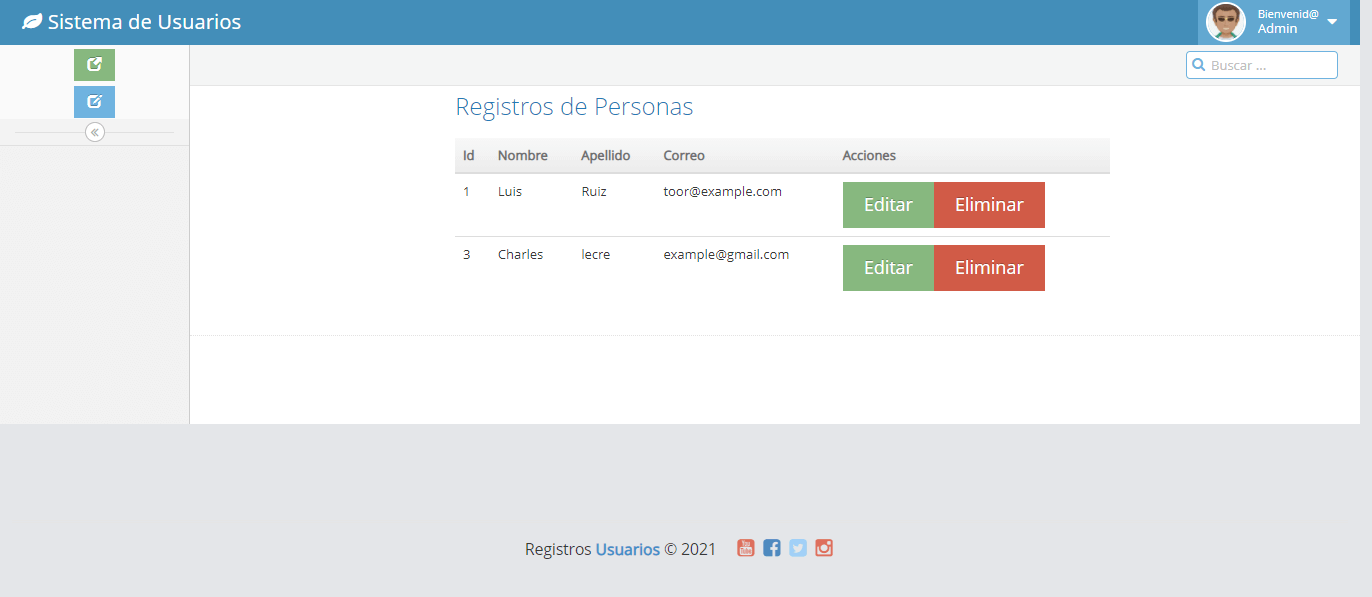 Sistema de Usuarios
Bienvenid@
Admin
Buscar ...
Registros de Personas
Id Nombre Apellido Correo Acciones
1 Luis Ruiz toor@example.com Editar Eliminar
3 Charles lecre example@gmail.com Editar Eliminar
Registros Usuarios © 2021